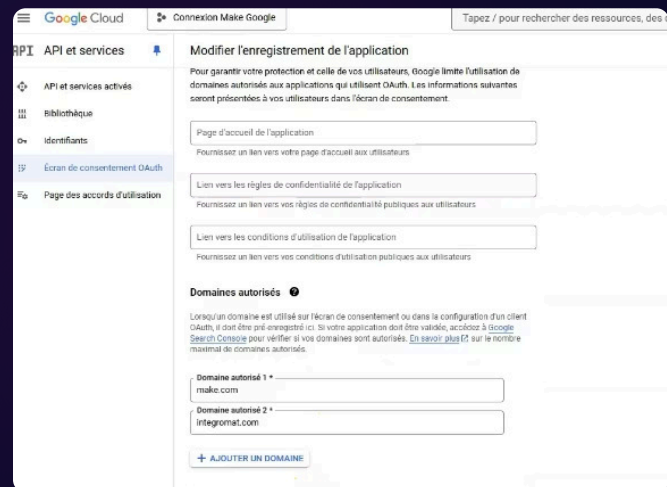 Google Cloud
Connexion Make Google
Tapez / pour rechercher des ressources, des
API
API et services
API et services activés
Bibliothèque
Identifiants
Écran de consentement OAuth
Page des accords d'utilisation
Modifier l'enregistrement de l'application
Pour garantir votre protection et celle de vos utilisateurs, Google limite l'utilisation de
domaines autorisés aux applications qui utilisent OAuth. Les informations suivantes
seront présentées à vos utilisateurs dans l'écran de consentement.
Page d'accueil de l'application
Fournissez un lien vers votre page d'accueil aux utilisateurs
Lien vers les règles de confidentialité de l'application
Fournissez un lien vers vos règles de confidentialité publiques aux utilisateurs
Lien vers les conditions d'utilisation de l'application
Fournissez un lien vers vos conditions d'utilisation publiques aux utilisateurs
Domaines autorisés
Lorsqu'un domaine est utilisé sur l'écran de consentement ou dans la configuration d'un client
OAuth, il doit être pré-enregistré ici. Si votre application doit être validée, accédez à Google
Search Console pour vérifier si vos domaines sont autorisés. En savoir plus sur le nombre
maximal de domaines autorisés.
Domaine autorisé 1 *
make.com
Domaine autorisé 2 *
integromat.com
+ AJOUTER UN DOMAINE